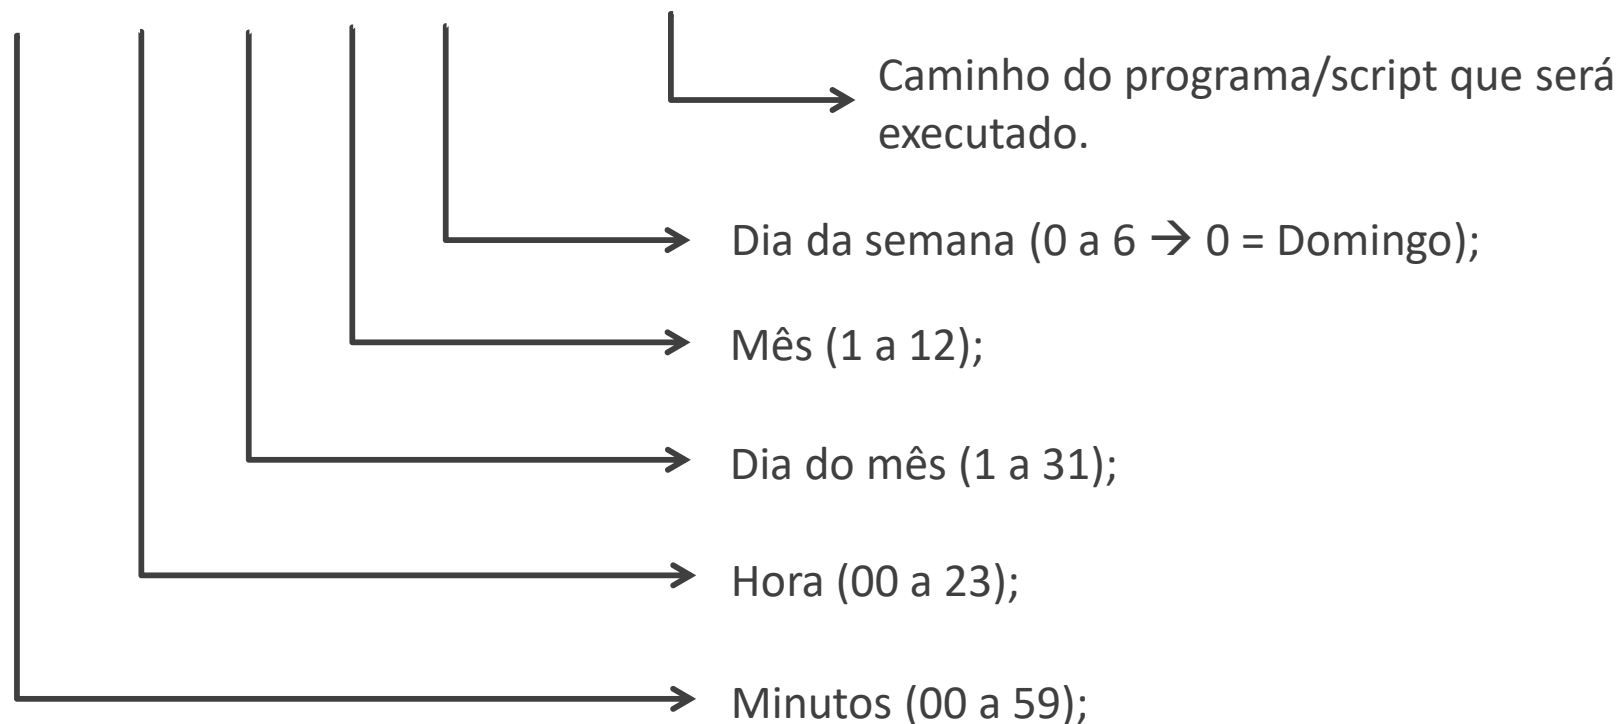 Caminho do programa/script que será
executado.
Dia da semana (0 a 6 → 0 = Domingo);
Mês (1 a 12);
Dia do mês (1 a 31);
Hora (00 a 23);
Minutos (00 a 59);